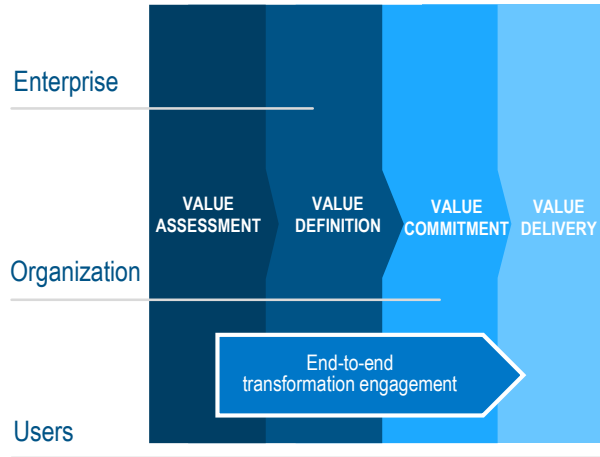 Enterprise
VALUE
ASSESSMENT
VALUE
DEFINITION
VALUE
COMMITMENT
VALUE
DELIVERY
Organization
End-to-end
transformation engagement
Users